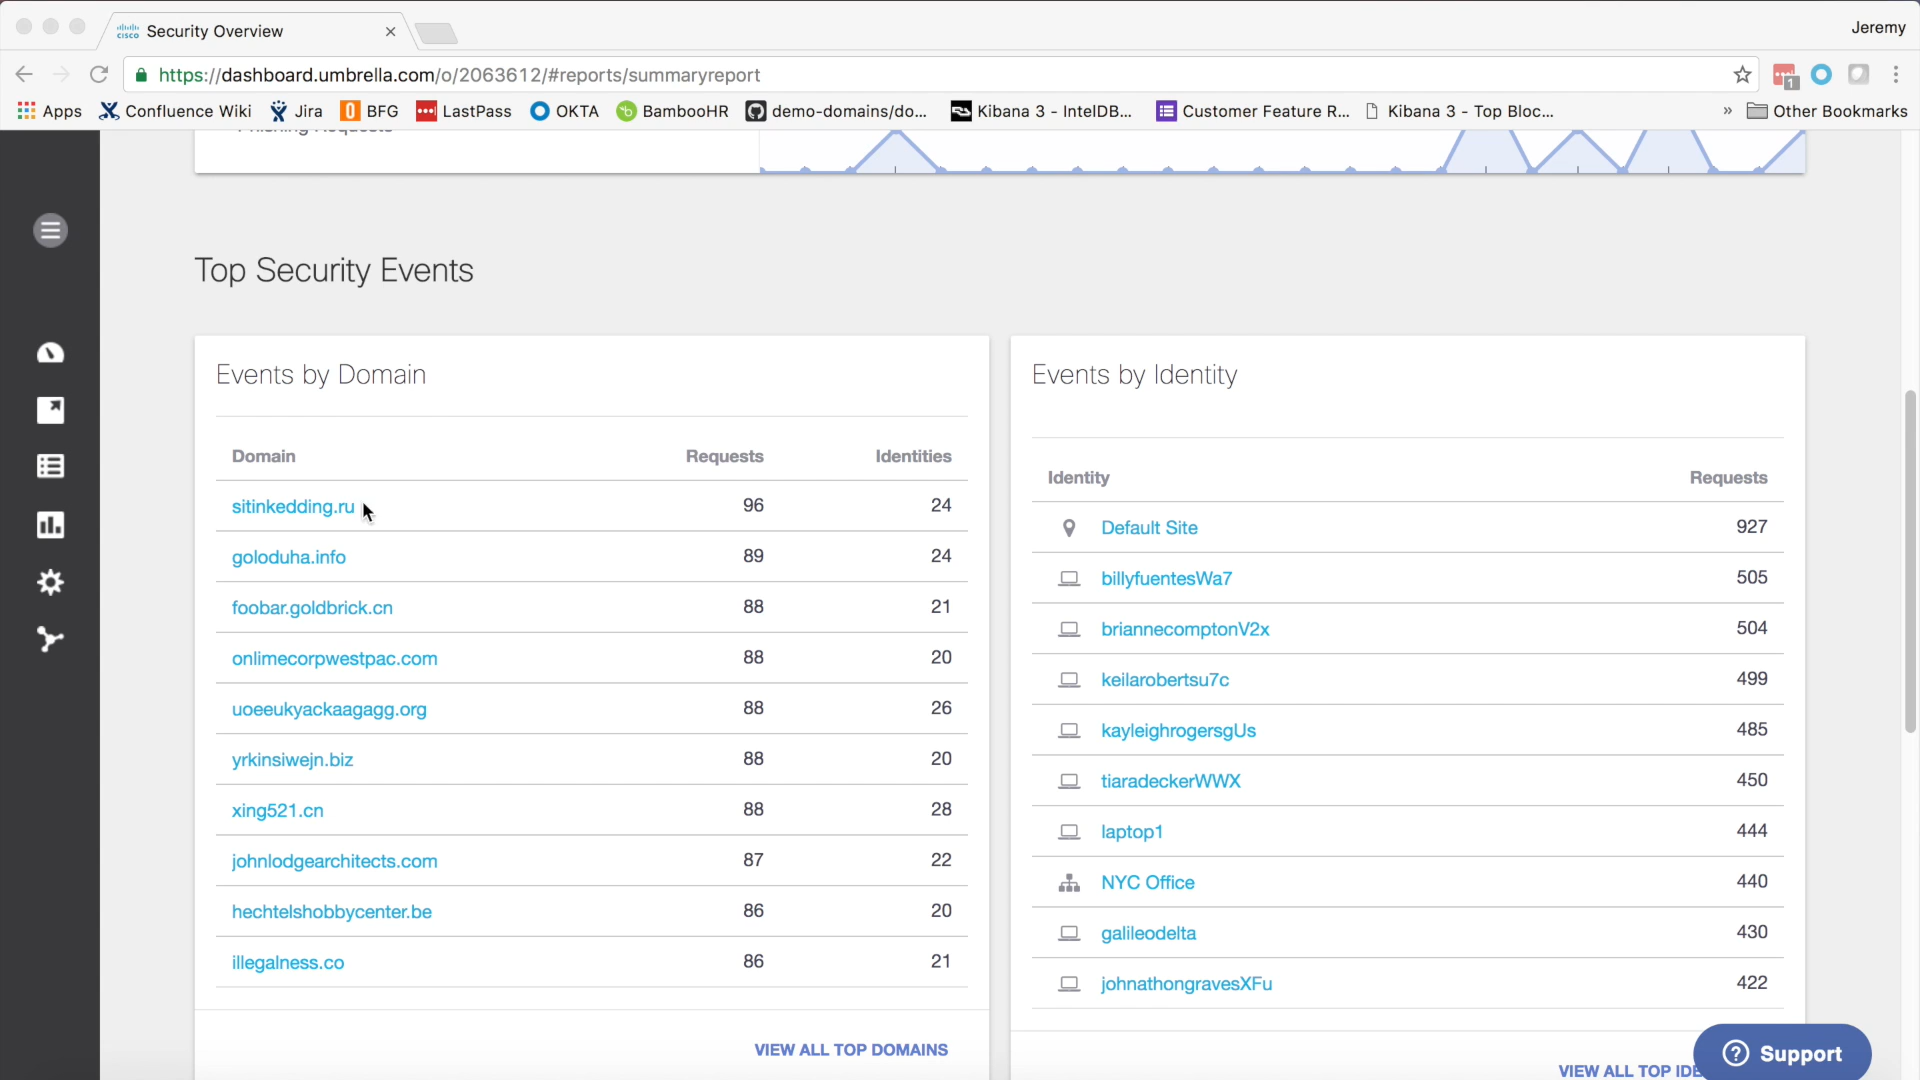 Security Overview
Jeremy
https://dashboard.umbrella.com/o/2063612/#reports/summaryreport
1
Apps Confluence Wiki Jira BFG LastPass OKTA BambooHR demo-domains/do... Kibana 3 - IntelDB... Customer Feature R... Kibana 3 - Top Bloc... » Other Bookmarks
Phishing Requests
Top Security Events
Events by Domain
Domain Requests Identities
sitinkedding.ru 96 24
goloduha.info 89 24
foobar.goldbrick.cn 88 21
onlimecorpwestpac.com 88 20
uoeeukyackaagagg.org 88 26
yrkinsiwejn.biz 88 20
xing521.cn 88 28
johnlodgearchitects.com 87 22
hechtelshobbycenter.be 86 20
illegalness.co 86 21
VIEW ALL TOP DOMAINS
Events by Identity
Identity Requests
Default Site 927
billyfuentesWa7 505
briannecomptonV2x 504
keilarobertsu7c 499
kayleighrogersgUs 485
tiaradeckerWWX 450
laptop1 444
NYC Office 440
galileodelta 430
johnathongravesXFu 422
VIEW ALL TOP IDE
Support